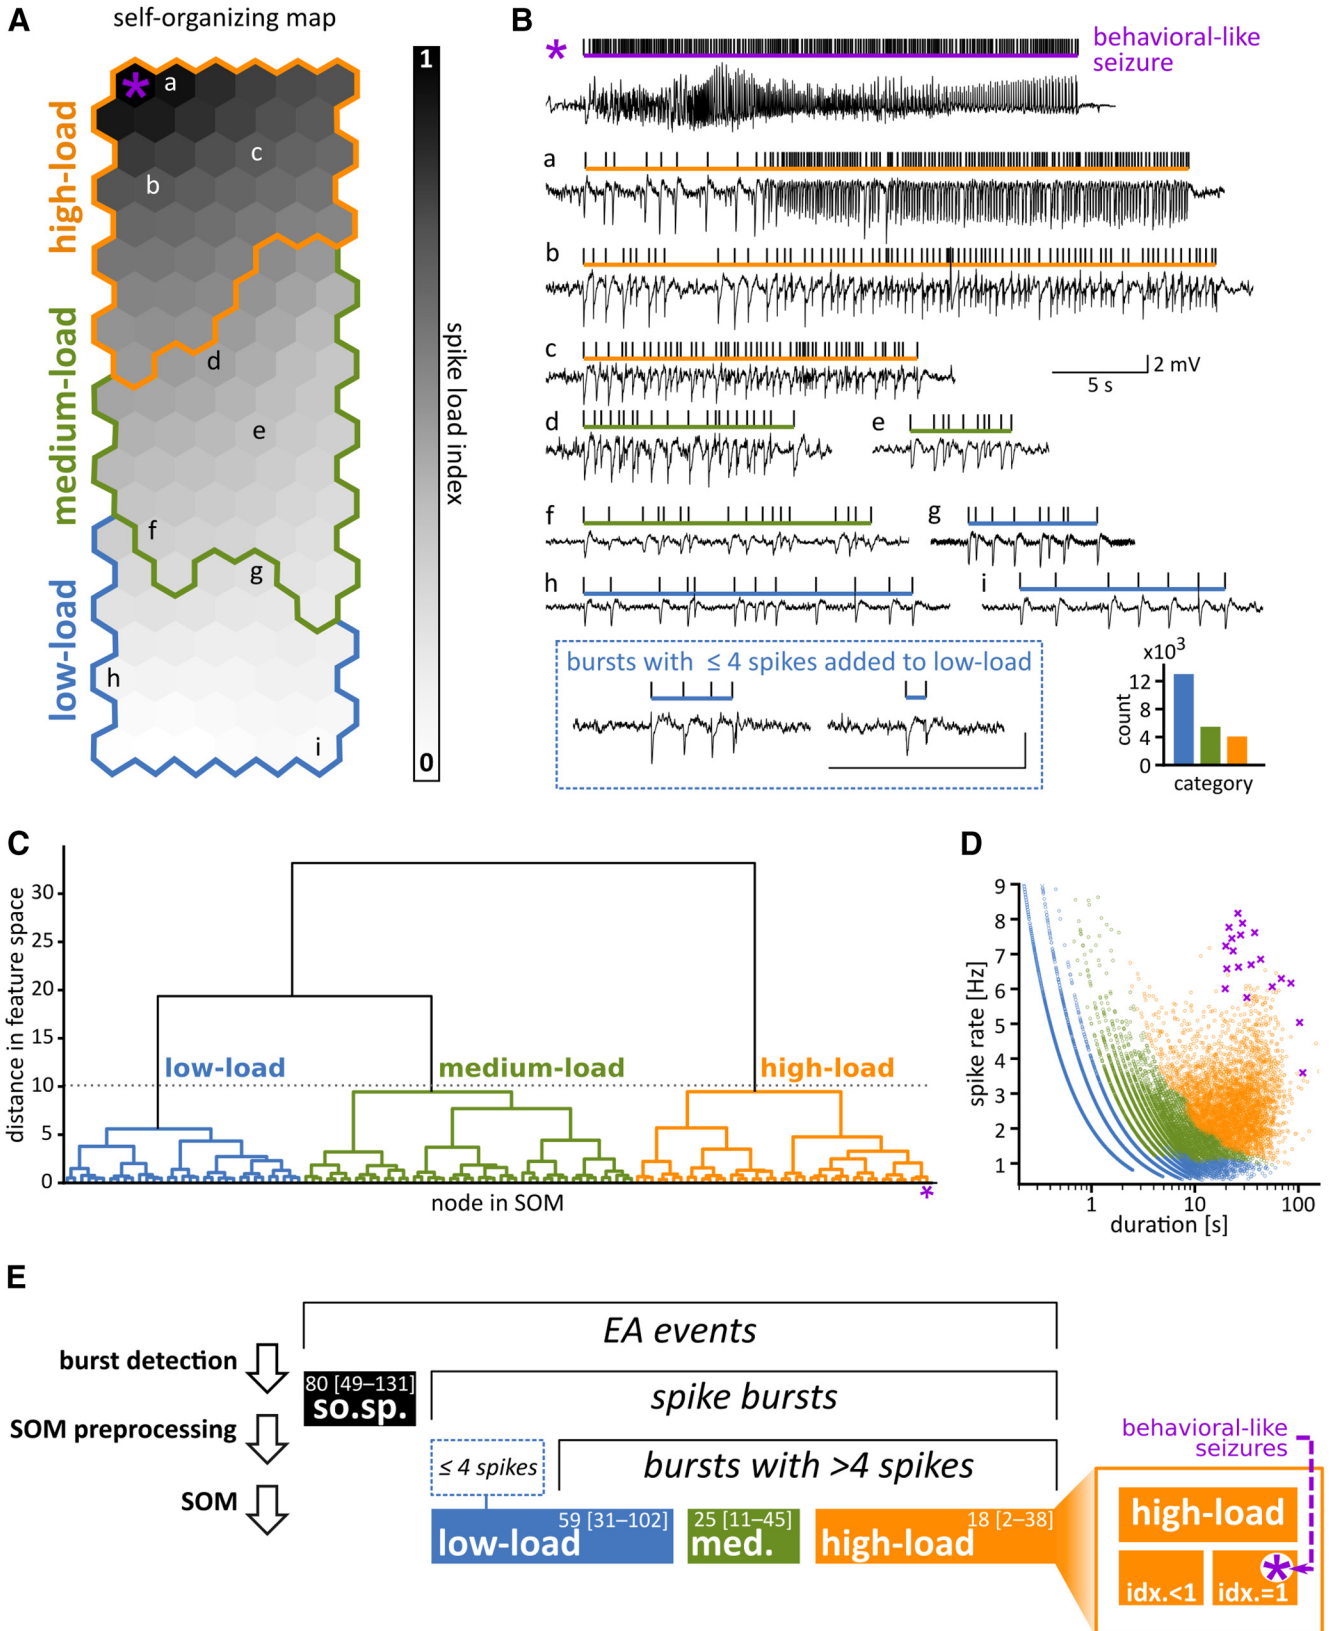 A
self-organizing map
*
a
c
b
d
e
f
g
h
i
high-load
medium-load
low-load
1
0
spike load index
B
*
behavioral-like
seizure
a
b
c
2 mV
5 s
d
e
f
g
h
i
bursts with ≤ 4 spikes added to low-load
x10³
12
8
4
0
count
category
C
distance in feature space
30
25
20
15
10
5
0
low-load
medium-load
high-load
node in SOM
*
D
spike rate [Hz]
9
8
7
6
5
4
3
2
1
1
10
100
duration [s]
E
EA events
burst detection
80 [49–131]
so.sp.
spike bursts
SOM preprocessing
≤ 4 spikes
bursts with >4 spikes
SOM
59 [31–102]
low-load
25 [11–45]
med.
18 [2–38]
high-load
behavioral-like
seizures
high-load
idx.<1
*
idx.=1